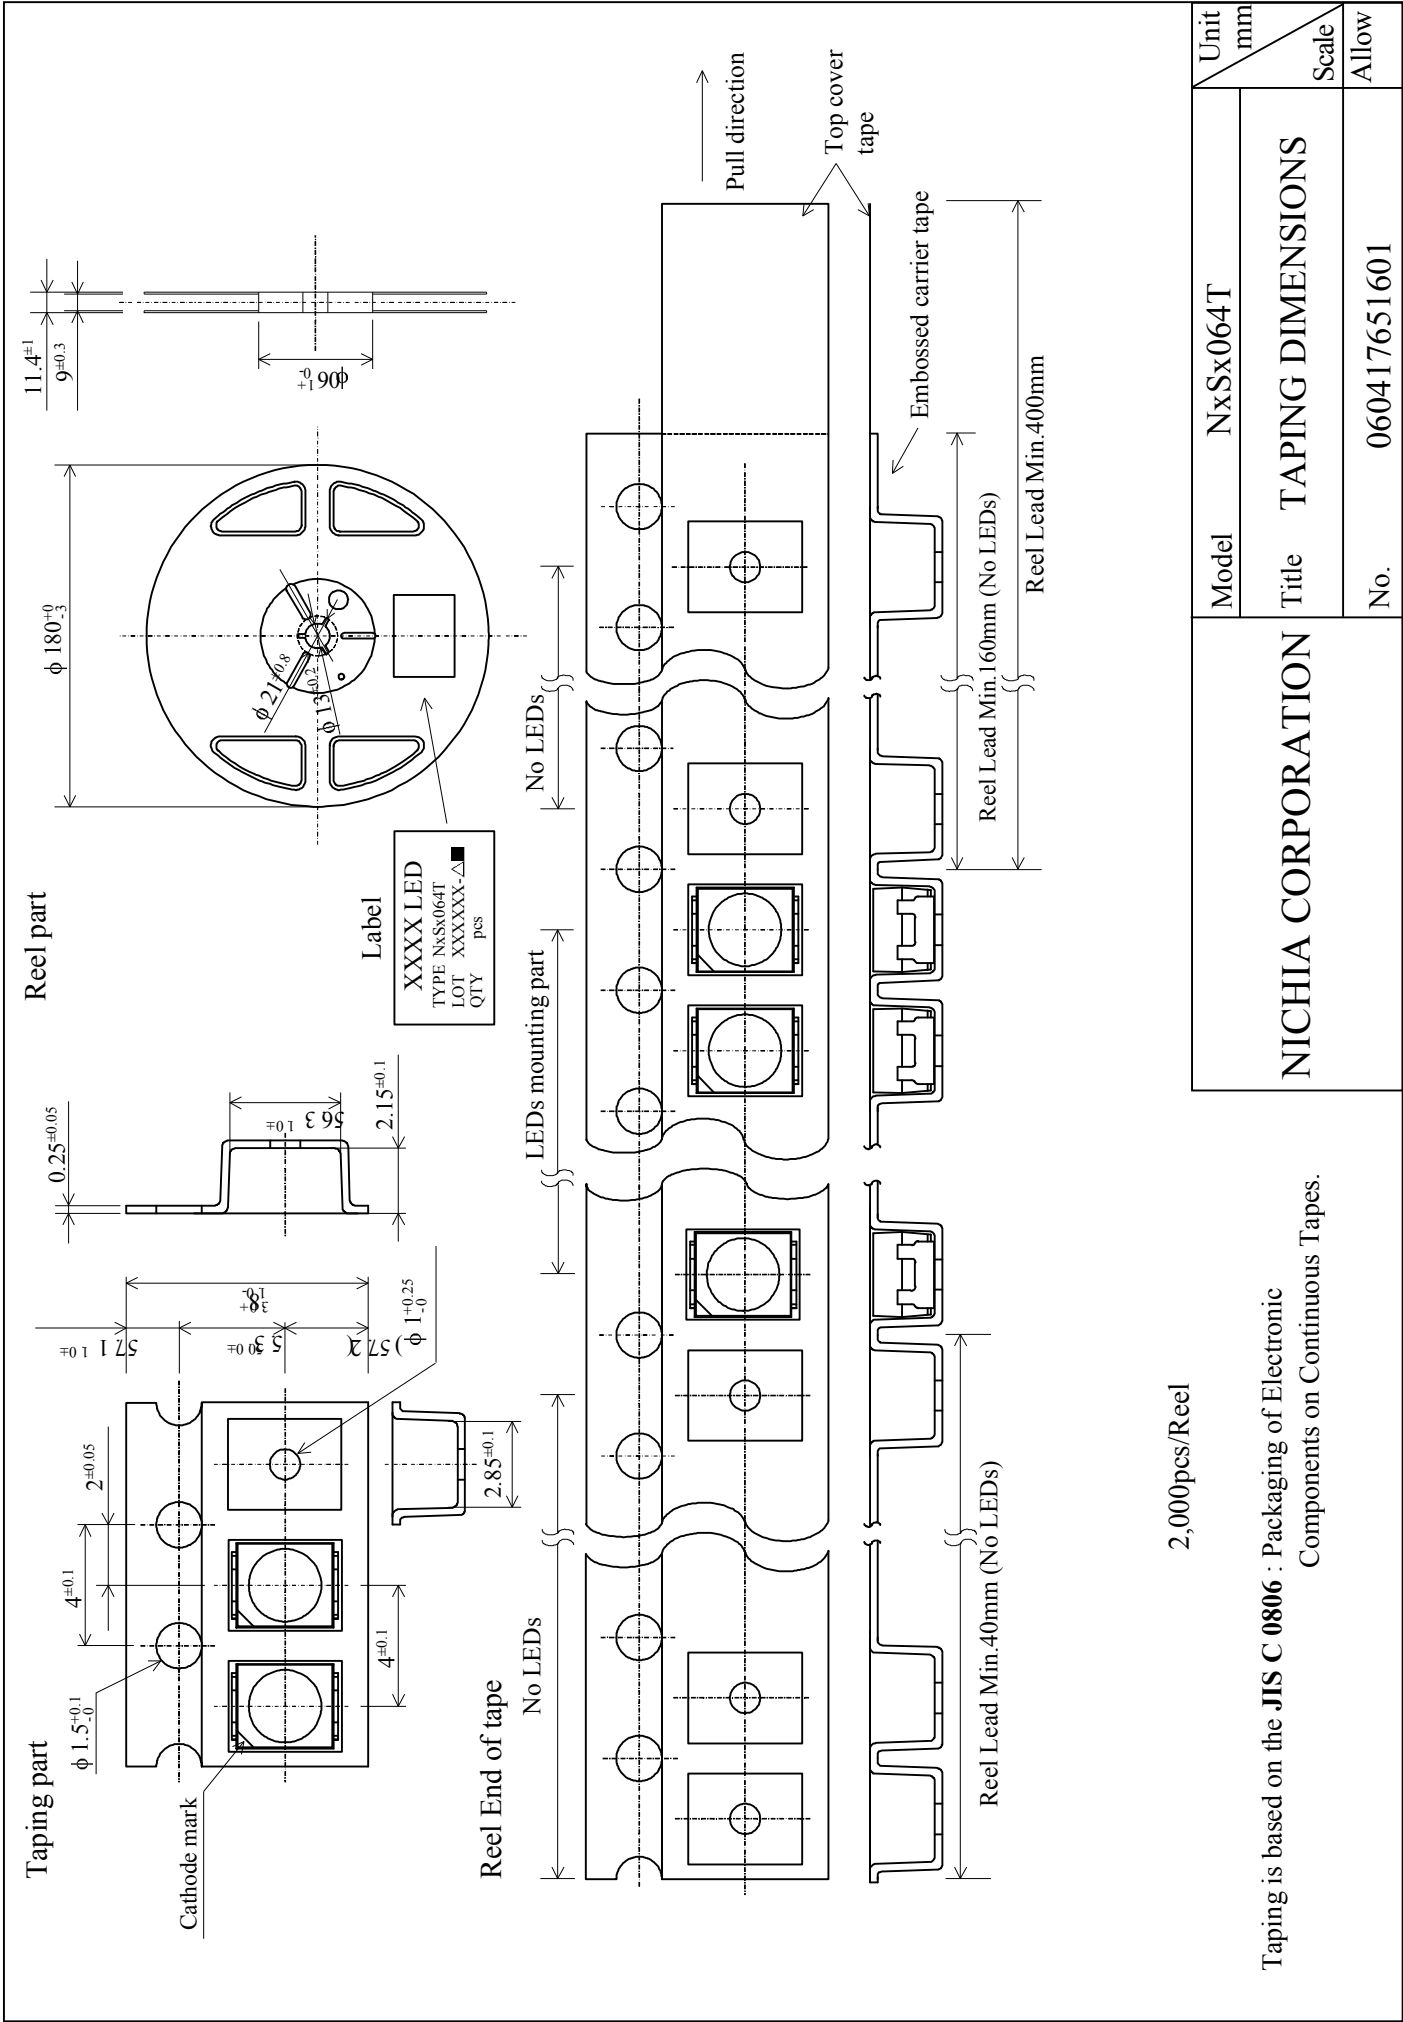 Taping part
Reel part
φ 1.5+0.1 -0
4±0.1
2±0.05
0.25±0.05
φ 180+0 -3
11.4±1
9±0.3
φ 21±0.8
φ 13±0.2
2.15±0.1
φ 1+0.25 -0
4±0.1
2.85±0.1
Cathode mark
Label
XXXX LED
TYPE NxSx064T
LOT XXXXXX-△■
QTY pcs
Reel End of tape
No LEDs
LEDs mounting part
No LEDs
Pull direction
Top cover
tape
Embossed carrier tape
Reel Lead Min.40mm (No LEDs)
Reel Lead Min.160mm (No LEDs)
Reel Lead Min.400mm
2,000pcs/Reel
Taping is based on the JIS C 0806 : Packaging of Electronic
Components on Continuous Tapes.
NICHIA CORPORATION
Model NxSx064T
Title TAPING DIMENSIONS
No. 060417651601
Unit
mm
Scale
Allow